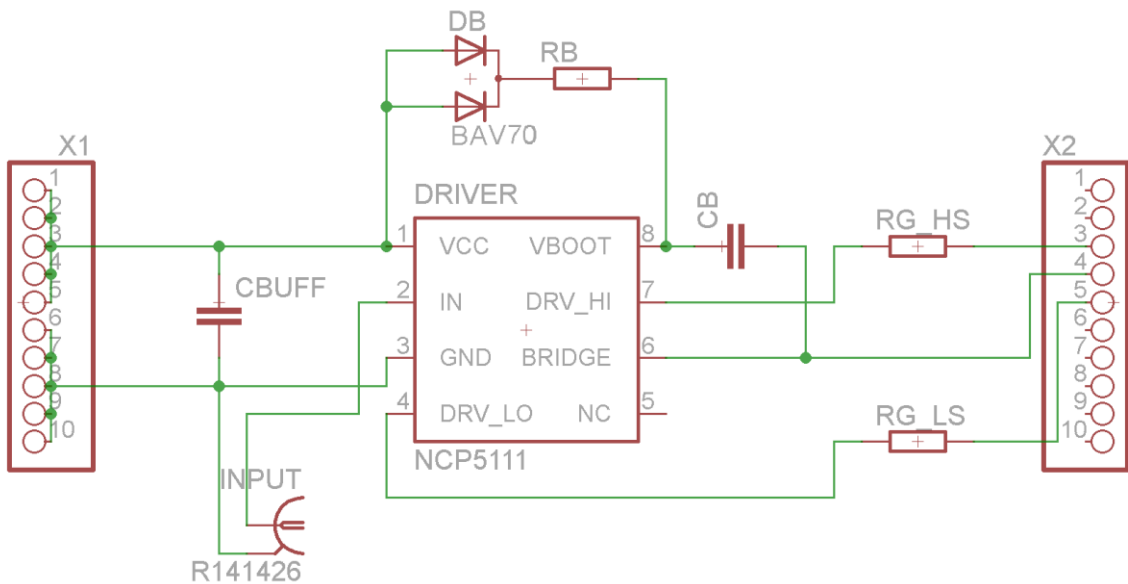 DB
RB
BAV70
X1
1
2
3
4
5
6
7
8
9
10
CBUFF
INPUT
R141426
DRIVER
1 VCC VBOOT 8
2 IN DRV_HI 7
3 GND BRIDGE 6
4 DRV_LO NC 5
NCP5111
CB
RG_HS
RG_LS
X2
1
2
3
4
5
6
7
8
9
10